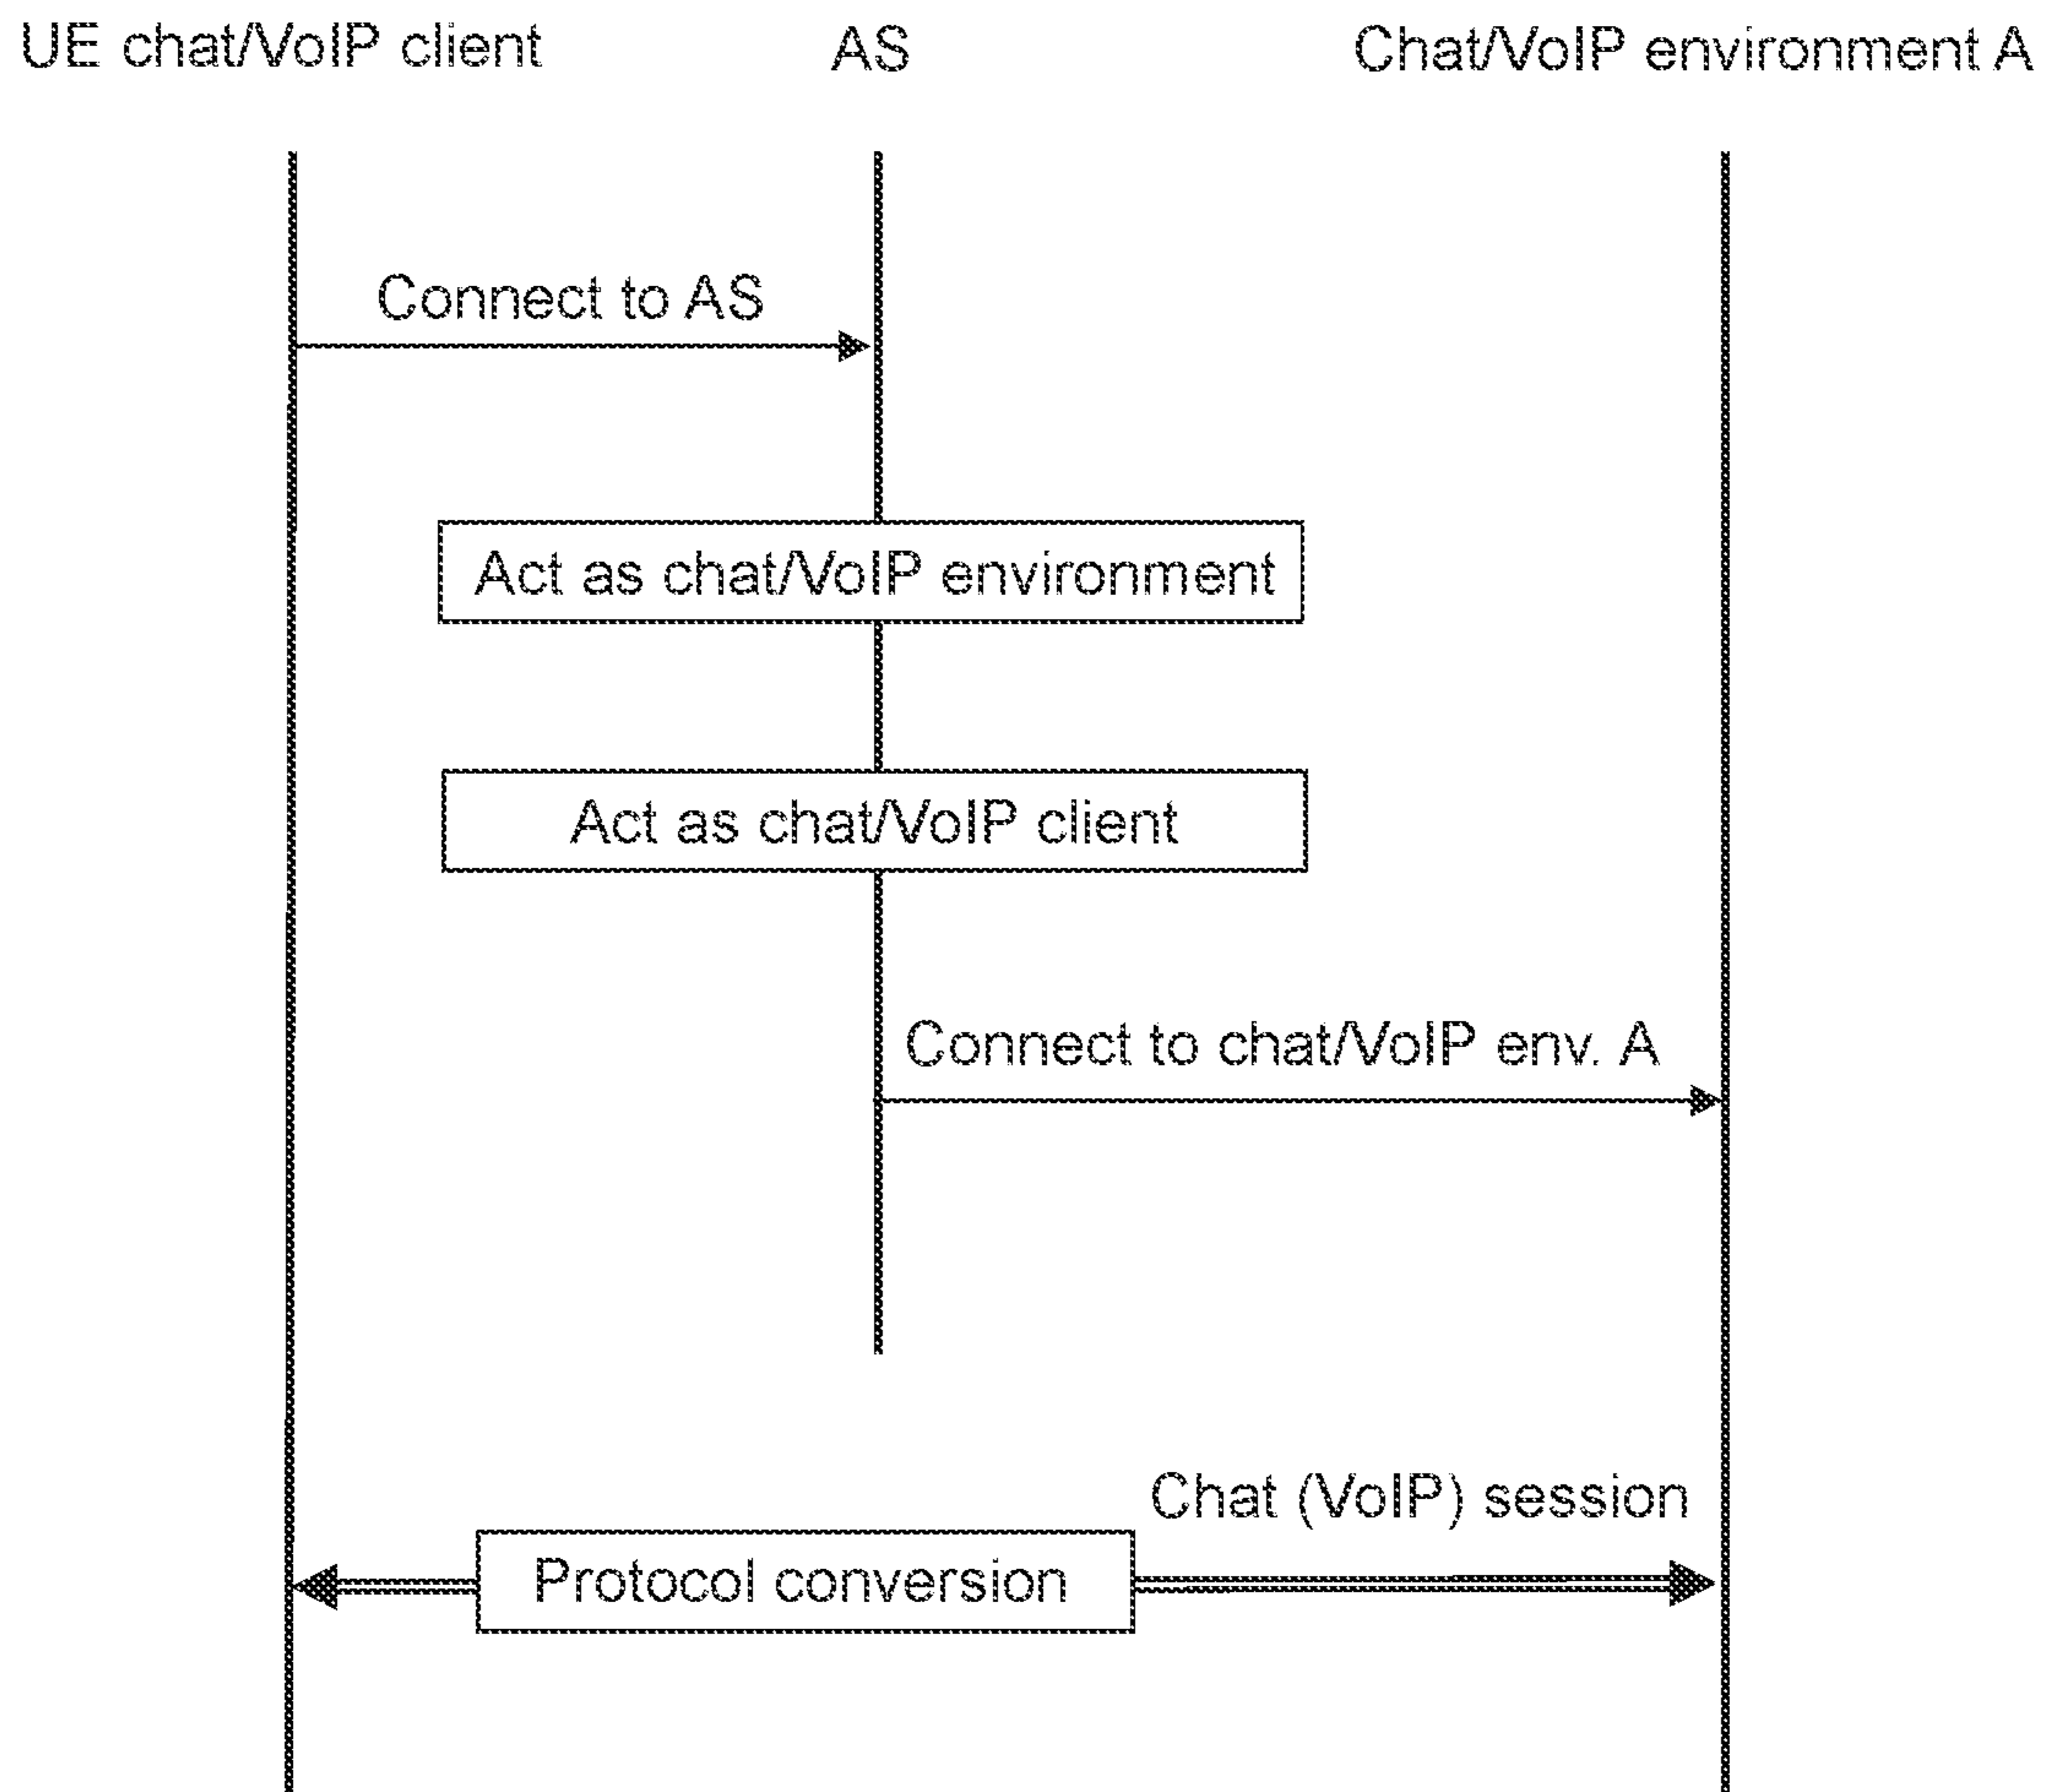 UE chat/VoIP client
AS
Chat/VoIP environment A
Connect to AS
Act as chat/VoIP environment
Act as chat/VoIP client
Connect to chat/VoIP env. A
Chat (VoIP) session
Protocol conversion